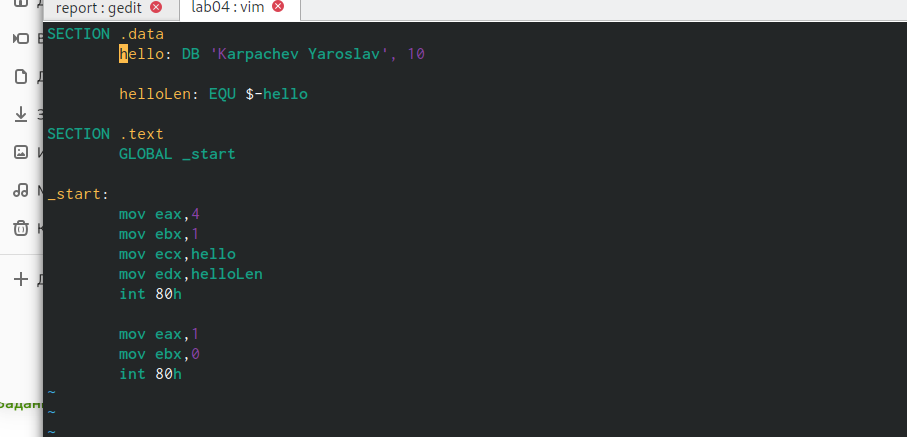 report : gedit
lab04 : vim
SECTION .data
hello: DB 'Karpachev Yaroslav', 10
helloLen: EQU $-hello
SECTION .text
GLOBAL _start
_start:
mov eax,4
mov ebx,1
mov ecx,hello
mov edx,helloLen
int 80h
mov eax,1
mov ebx,0
int 80h
~
~
~